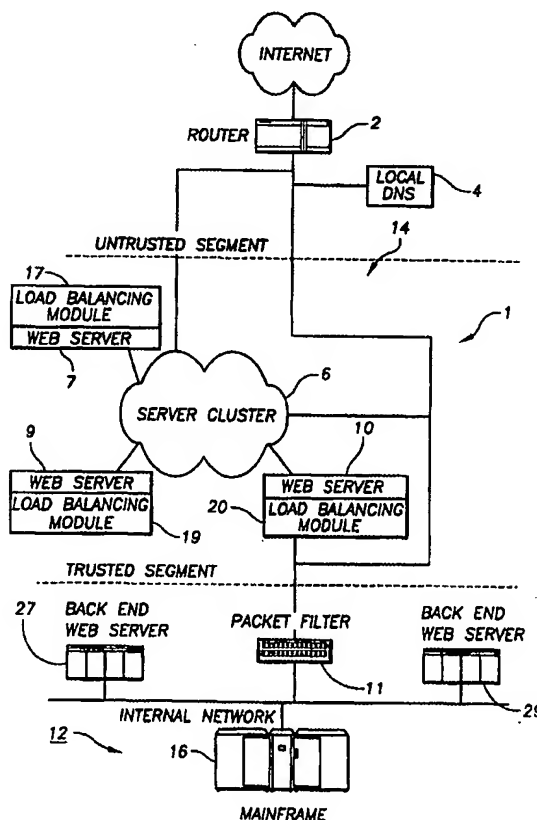 INTERNET
ROUTER
2
LOCAL
DNS
4
UNTRUSTED SEGMENT
14
17
LOAD BALANCING
MODULE
WEB SERVER
7
1
6
SERVER CLUSTER
9
WEB SERVER
LOAD BALANCING
MODULE
19
10
WEB SERVER
20
LOAD BALANCING
MODULE
TRUSTED SEGMENT
27
BACK END
WEB SERVER
PACKET FILTER
11
BACK END
WEB SERVER
29
INTERNAL NETWORK
12
16
MAINFRAME